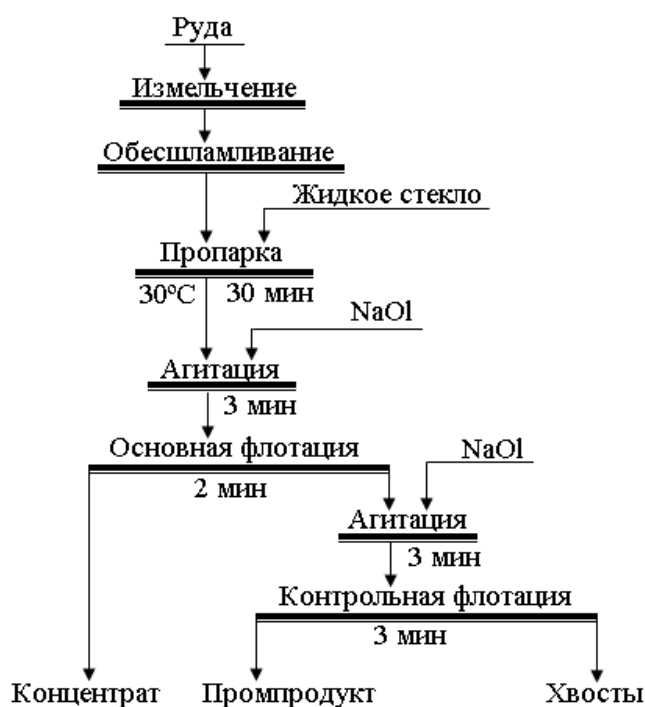 Руда
Измельчение
Обесшламливание
Жидкое стекло
Пропарка
30°С 30 мин
NaOl
Агитация
3 мин
Основная флотация
NaOl
2 мин
Агитация
3 мин
Контрольная флотация
3 мин
Концентрат Промпродукт Хвосты